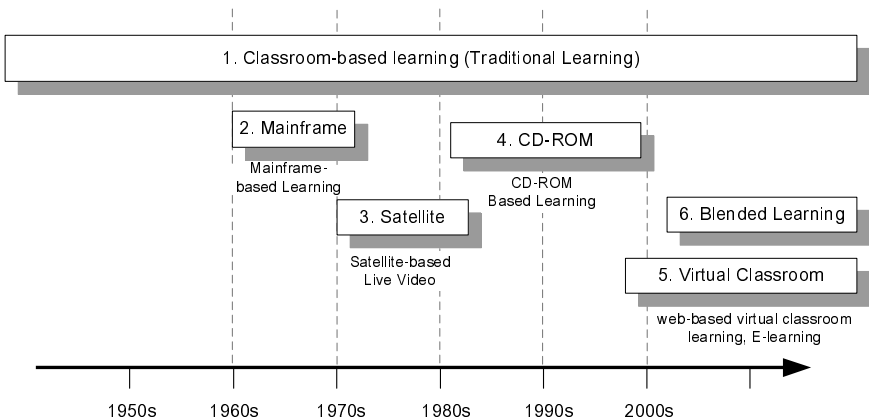 1. Classroom-based learning (Traditional Learning)
2. Mainframe
Mainframe-
based Learning
4. CD-ROM
CD-ROM
Based Learning
3. Satellite
Satellite-based
Live Video
6. Blended Learning
5. Virtual Classroom
web-based virtual classroom
learning, E-learning
1950s 1960s 1970s 1980s 1990s 2000s